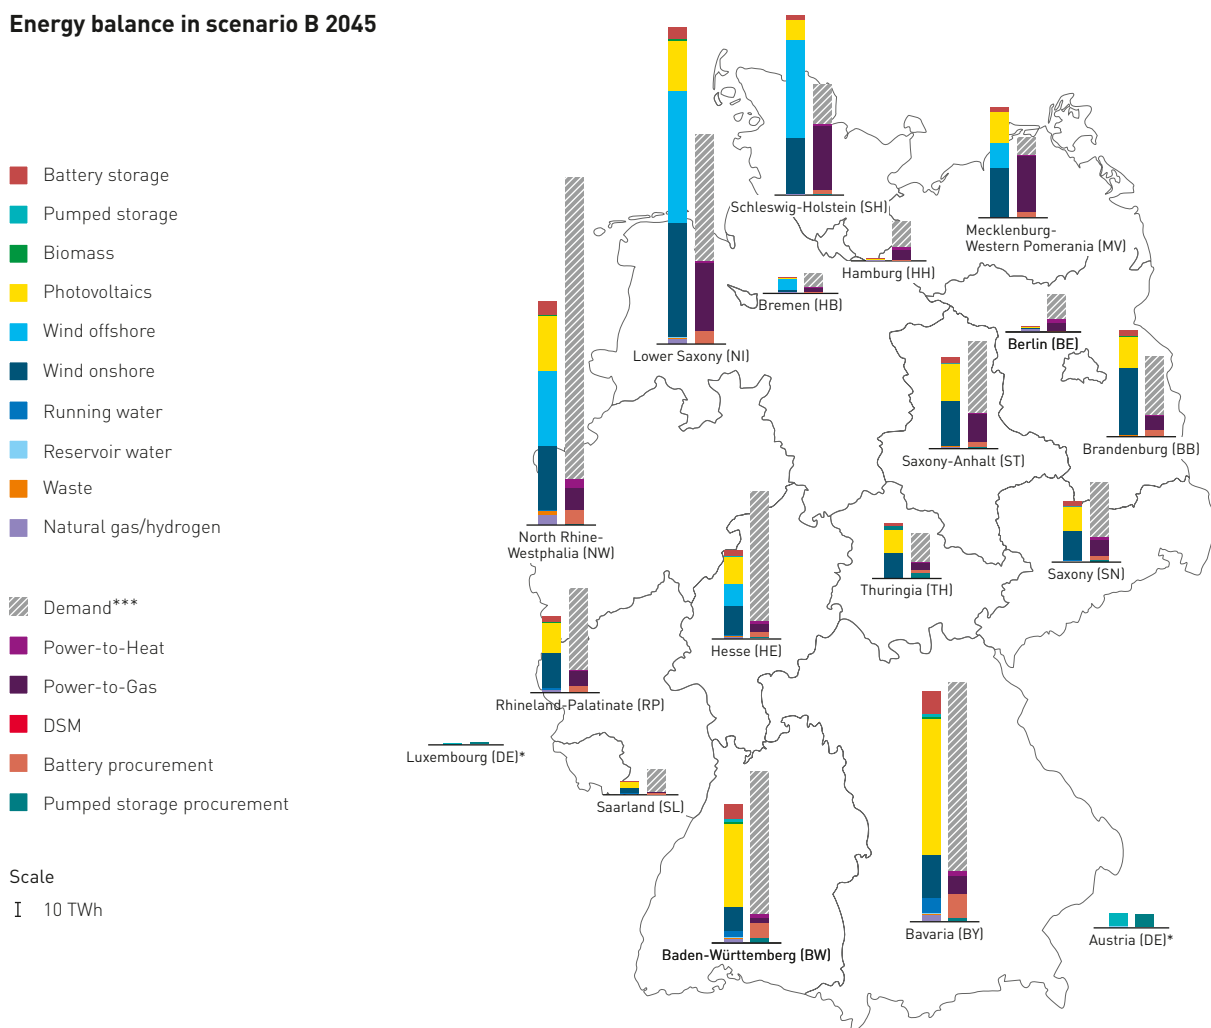 Energy balance in scenario B 2045
Battery storage
Pumped storage
Biomass
Photovoltaics
Wind offshore
Wind onshore
Running water
Reservoir water
Waste
Natural gas/hydrogen
Demand***
Power-to-Heat
Power-to-Gas
DSM
Battery procurement
Pumped storage procurement
Scale
10 TWh
Schleswig-Holstein (SH)
Mecklenburg-
Western Pomerania (MV)
Hamburg (HH)
Bremen (HB)
Lower Saxony (NI)
Berlin (BE)
Brandenburg (BB)
Saxony-Anhalt (ST)
North Rhine-
Westphalia (NW)
Saxony (SN)
Thuringia (TH)
Hesse (HE)
Rhineland-Palatinate (RP)
Luxembourg (DE)*
Saarland (SL)
Baden-Württemberg (BW)
Bavaria (BY)
Austria (DE)*